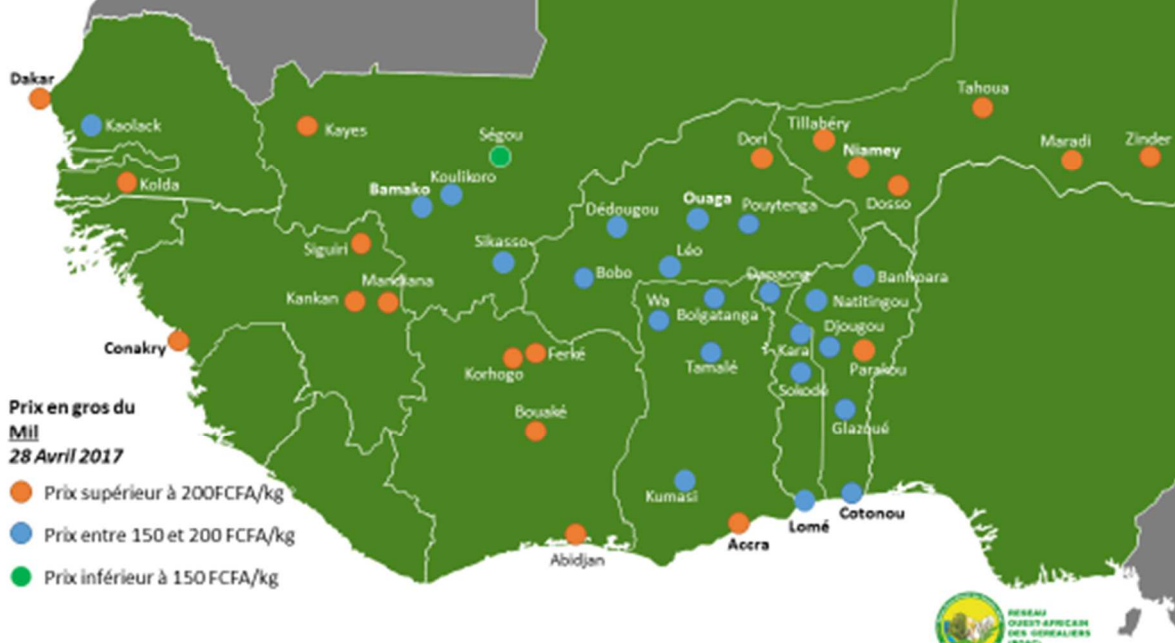 Dakar
Kaolack
Kolda
Kayes
Ségou
Koulikoro
Bamako
Sikasso
Siguiri
Mandiana
Kankan
Conakry
Dori
Tillabéry
Niamey
Dosso
Tahoua
Maradi
Zinder
Dédougou
Ouaga
Pouytenga
Léo
Bobo
Dapaong
Banikoara
Natitingou
Wa
Bolgatanga
Djougou
Kara
Tamalé
Parakou
Sokodé
Korhogo
Ferké
Bouaké
Glazoué
Kumasi
Cotonou
Lomé
Accra
Abidjan
Prix en gros du
Mil
28 Avril 2017
Prix supérieur à 200FCFA/kg
Prix entre 150 et 200 FCFA/kg
Prix inférieur à 150 FCFA/kg
RESEAU
OUEST-AFRICAIN
DES CEREALIERS